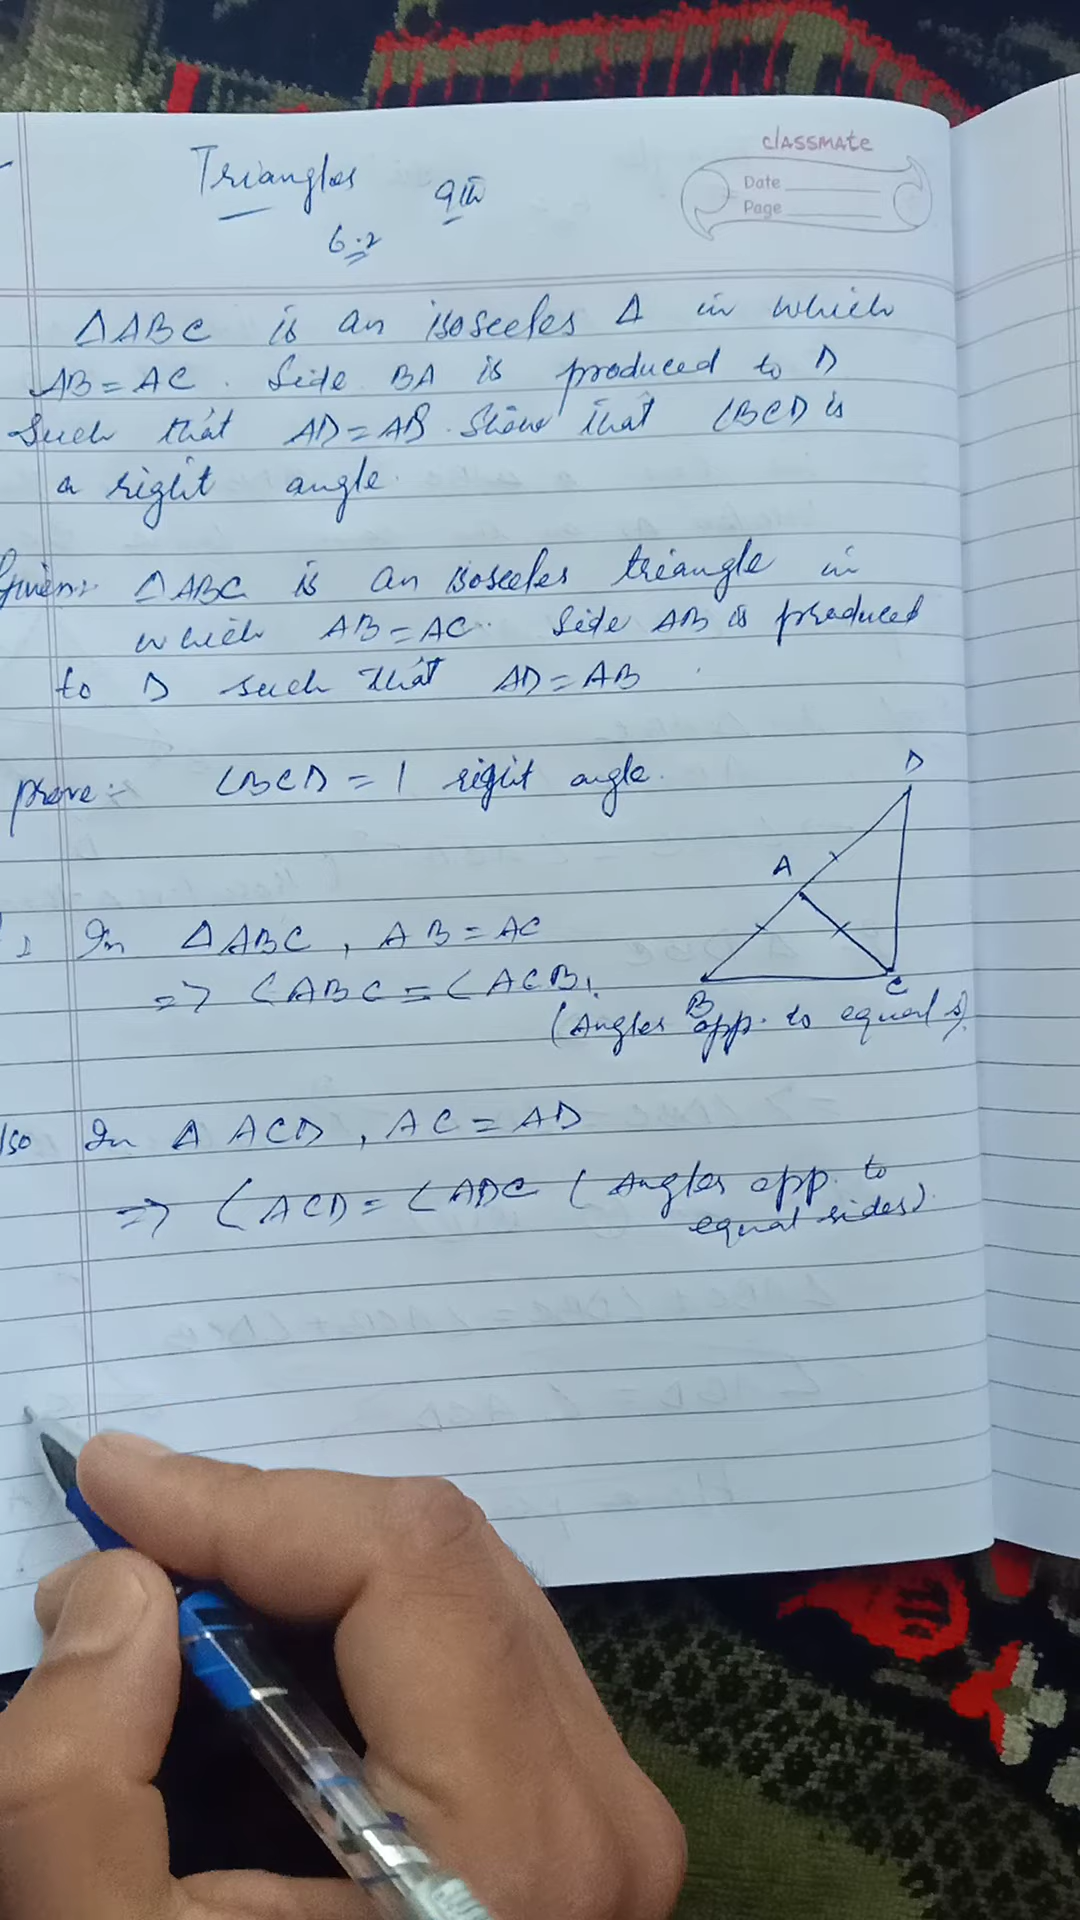 classmate
Date
Page
Triangles 9th
6.2
△ABC is an isosceles △ in which
AB = AC. Side BA is produced to D
Such that AD = AB. Show that ∠BCD is
a right angle.
Given:- △ABC is an isosceles triangle in
which AB = AC. Side AB is produced
to D such that AD = AB.
prove:- ∠BCD = 1 right angle.
D
A
B
C
In △ABC, AB = AC
=> ∠ABC = ∠ACB.
(Angles opp. to equal s).
In △ ACD, AC = AD
=> ∠ACD = ∠ADC (Angles opp. to
equal sides).